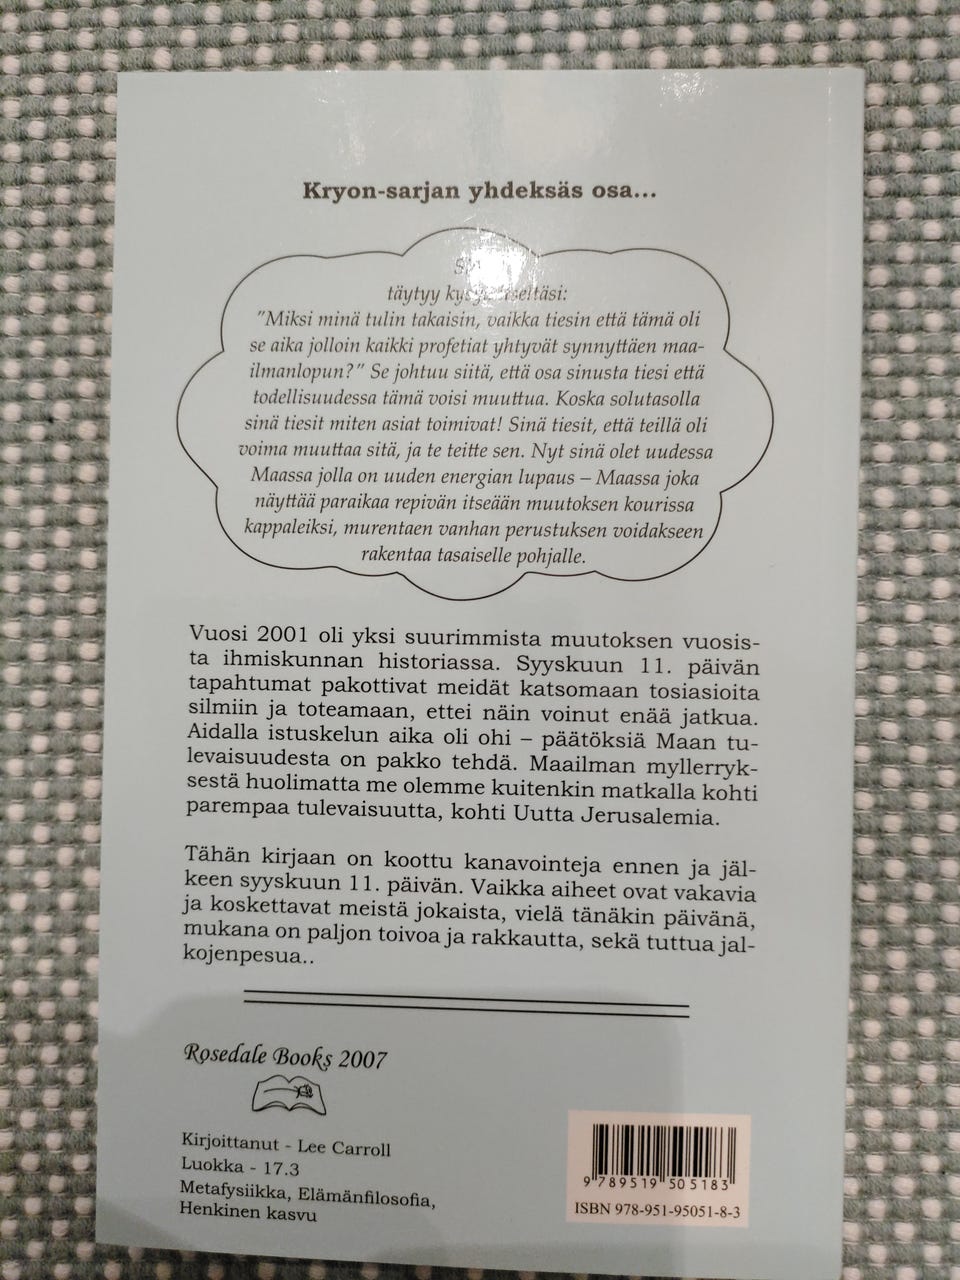 Kryon-sarjan yhdeksäs osa...
täytyy
"Miksi minä tulin takaisin, vaikka tiesin että tämä oli
se aika jolloin kaikki profetiat yhtyvät synnyttäen maa-
ilmanlopun?" Se johtuu siitä, että osa sinusta tiesi että
todellisuudessa tämä voisi muuttua. Koska solutasolla
sinä tiesit miten asiat toimivat! Sinä tiesit, että teillä oli
voima muuttaa sitä, ja te teitte sen. Nyt sinä olet uudessa
Maassa jolla on uuden energian lupaus – Maassa joka
näyttää paraikaa repivän itseään muutoksen kourissa
kappaleiksi, murentaen vanhan perustuksen voidakseen
rakentaa tasaiselle pohjalle.
Vuosi 2001 oli yksi suurimmista muutoksen vuosis-
ta ihmiskunnan historiassa. Syyskuun 11. päivän
tapahtumat pakottivat meidät katsomaan tosiasioita
silmiin ja toteamaan, ettei näin voinut enää jatkua.
Aidalla istuskelun aika oli ohi – päätöksiä Maan tu-
levaisuudesta on pakko tehdä. Maailman myllerryk-
sestä huolimatta me olemme kuitenkin matkalla kohti
parempaa tulevaisuutta, kohti Uutta Jerusalemia.
Tähän kirjaan on koottu kanavointeja ennen ja jäl-
keen syyskuun 11. päivän. Vaikka aiheet ovat vakavia
ja koskettavat meistä jokaista, vielä tänäkin päivänä,
mukana on paljon toivoa ja rakkautta, sekä tuttua jal-
kojenpesua..
Rosedale Books 2007
Kirjoittanut - Lee Carroll
Luokka - 17.3
Metafysiikka, Elämänfilosofia,
Henkinen kasvu
9 789519 505183
ISBN 978-951-95051-8-3